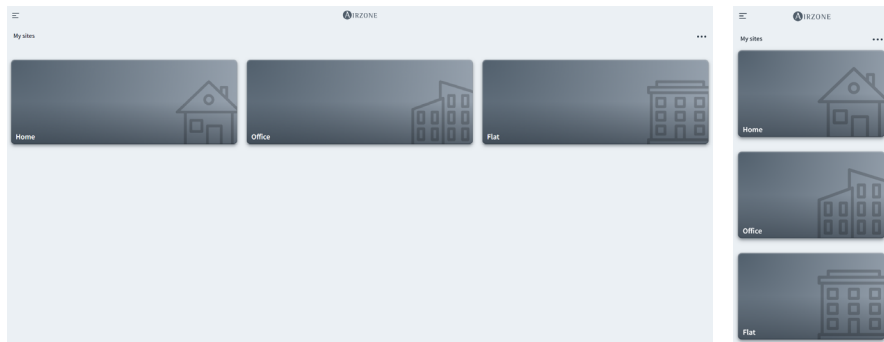 AIRZONE
My sites
Home
Office
Flat
AIRZONE
My sites
Home
Office
Flat